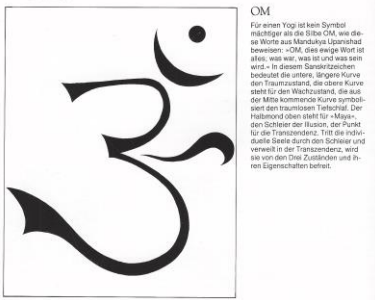 OM
Für einen Yogi ist kein Symbol
mächtiger als die Silbe OM, wie die-
se Worte aus Mandukya Upanishad
beweisen: »OM, dies ewige Wort ist
alles; was war, was ist und was sein
wird.« In diesem Sanskritzeichen
bedeutet die untere, längere Kurve
den Traumzustand, die obere Kurve
steht für den Wachzustand, die aus
der Mitte kommende Kurve symboli-
siert den traumlosen Tiefschlaf. Der
Halbmond oben steht für »Maya«,
den Schleier der Illusion, der Punkt
für die Transzendenz. Tritt die indivi-
duelle Seele durch den Schleier und
verweilt in der Transzendenz, wird
sie von den Drei Zuständen und ih-
ren Eigenschaften befreit.
ॐ